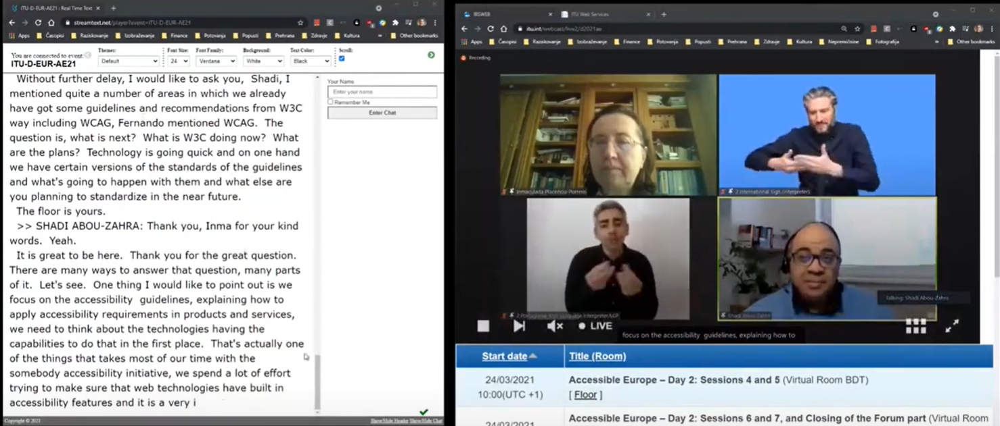 ITU-D-EUR-AE21 : Real Time Text
streamtext.net/player?event=ITU-D-EUR-AE21
Apps Časopisi Raziskovanje Izobraževanje Finance Potovanja Popusti Prehrana Zdravje Kultura » Other bookmarks
You are connected to event:
ITU-D-EUR-AE21
Theme: Font Size: Font Family: Background: Text Color: Scroll:
Default 24 Verdana White Black
Without further delay, I would like to ask you, Shadi, I
mentioned quite a number of areas in which we already
have got some guidelines and recommendations from W3C
way including WCAG, Fernando mentioned WCAG. The
question is, what is next? What is W3C doing now? What
are the plans? Technology is going quick and on one hand
we have certain versions of the standards of the guidelines
and what's going to happen with them and what else are
you planning to standardize in the near future.
The floor is yours.
>> SHADI ABOU-ZAHRA: Thank you, Inma for your kind
words. Yeah.
It is great to be here. Thank you for the great question.
There are many ways to answer that question, many parts
of it. Let's see. One thing I would like to point out is we
focus on the accessibility guidelines, explaining how to
apply accessibility requirements in products and services,
we need to think about the technologies having the
capabilities to do that in the first place. That's actually one
of the things that takes most of our time with the
somebody accessibility initiative, we spend a lot of effort
trying to make sure that web technologies have built in
accessibility features and it is a very i
Your Name
Enter your name
Remember Me
Enter Chat
Copyright © 2021
Show/Hide Header Show/Hide Chat
IBSWEB
ITU Web Services
itu.int/webcast/live2/d2021ae
Apps Časopisi Raziskovanje Izobraževanje Finance Potovanja Popusti Prehrana Zdravje Kultura Nepremičnine Fotografija » Other bookmarks
Recording
Inmaculada Placencia-Porrero
Z International Sign (Interpreter)
Shadi Abou-Zahra
Talking: Shadi Abou-Zahra
LIVE
focus on the accessibility guidelines, explaining how to
Start date Title (Room)
24/03/2021
10:00(UTC +1)
Accessible Europe – Day 2: Sessions 4 and 5 (Virtual Room BDT)
[ Floor ]
24/03/2021
Accessible Europe – Day 2: Sessions 6 and 7, and Closing of the Forum part (Virtual Room